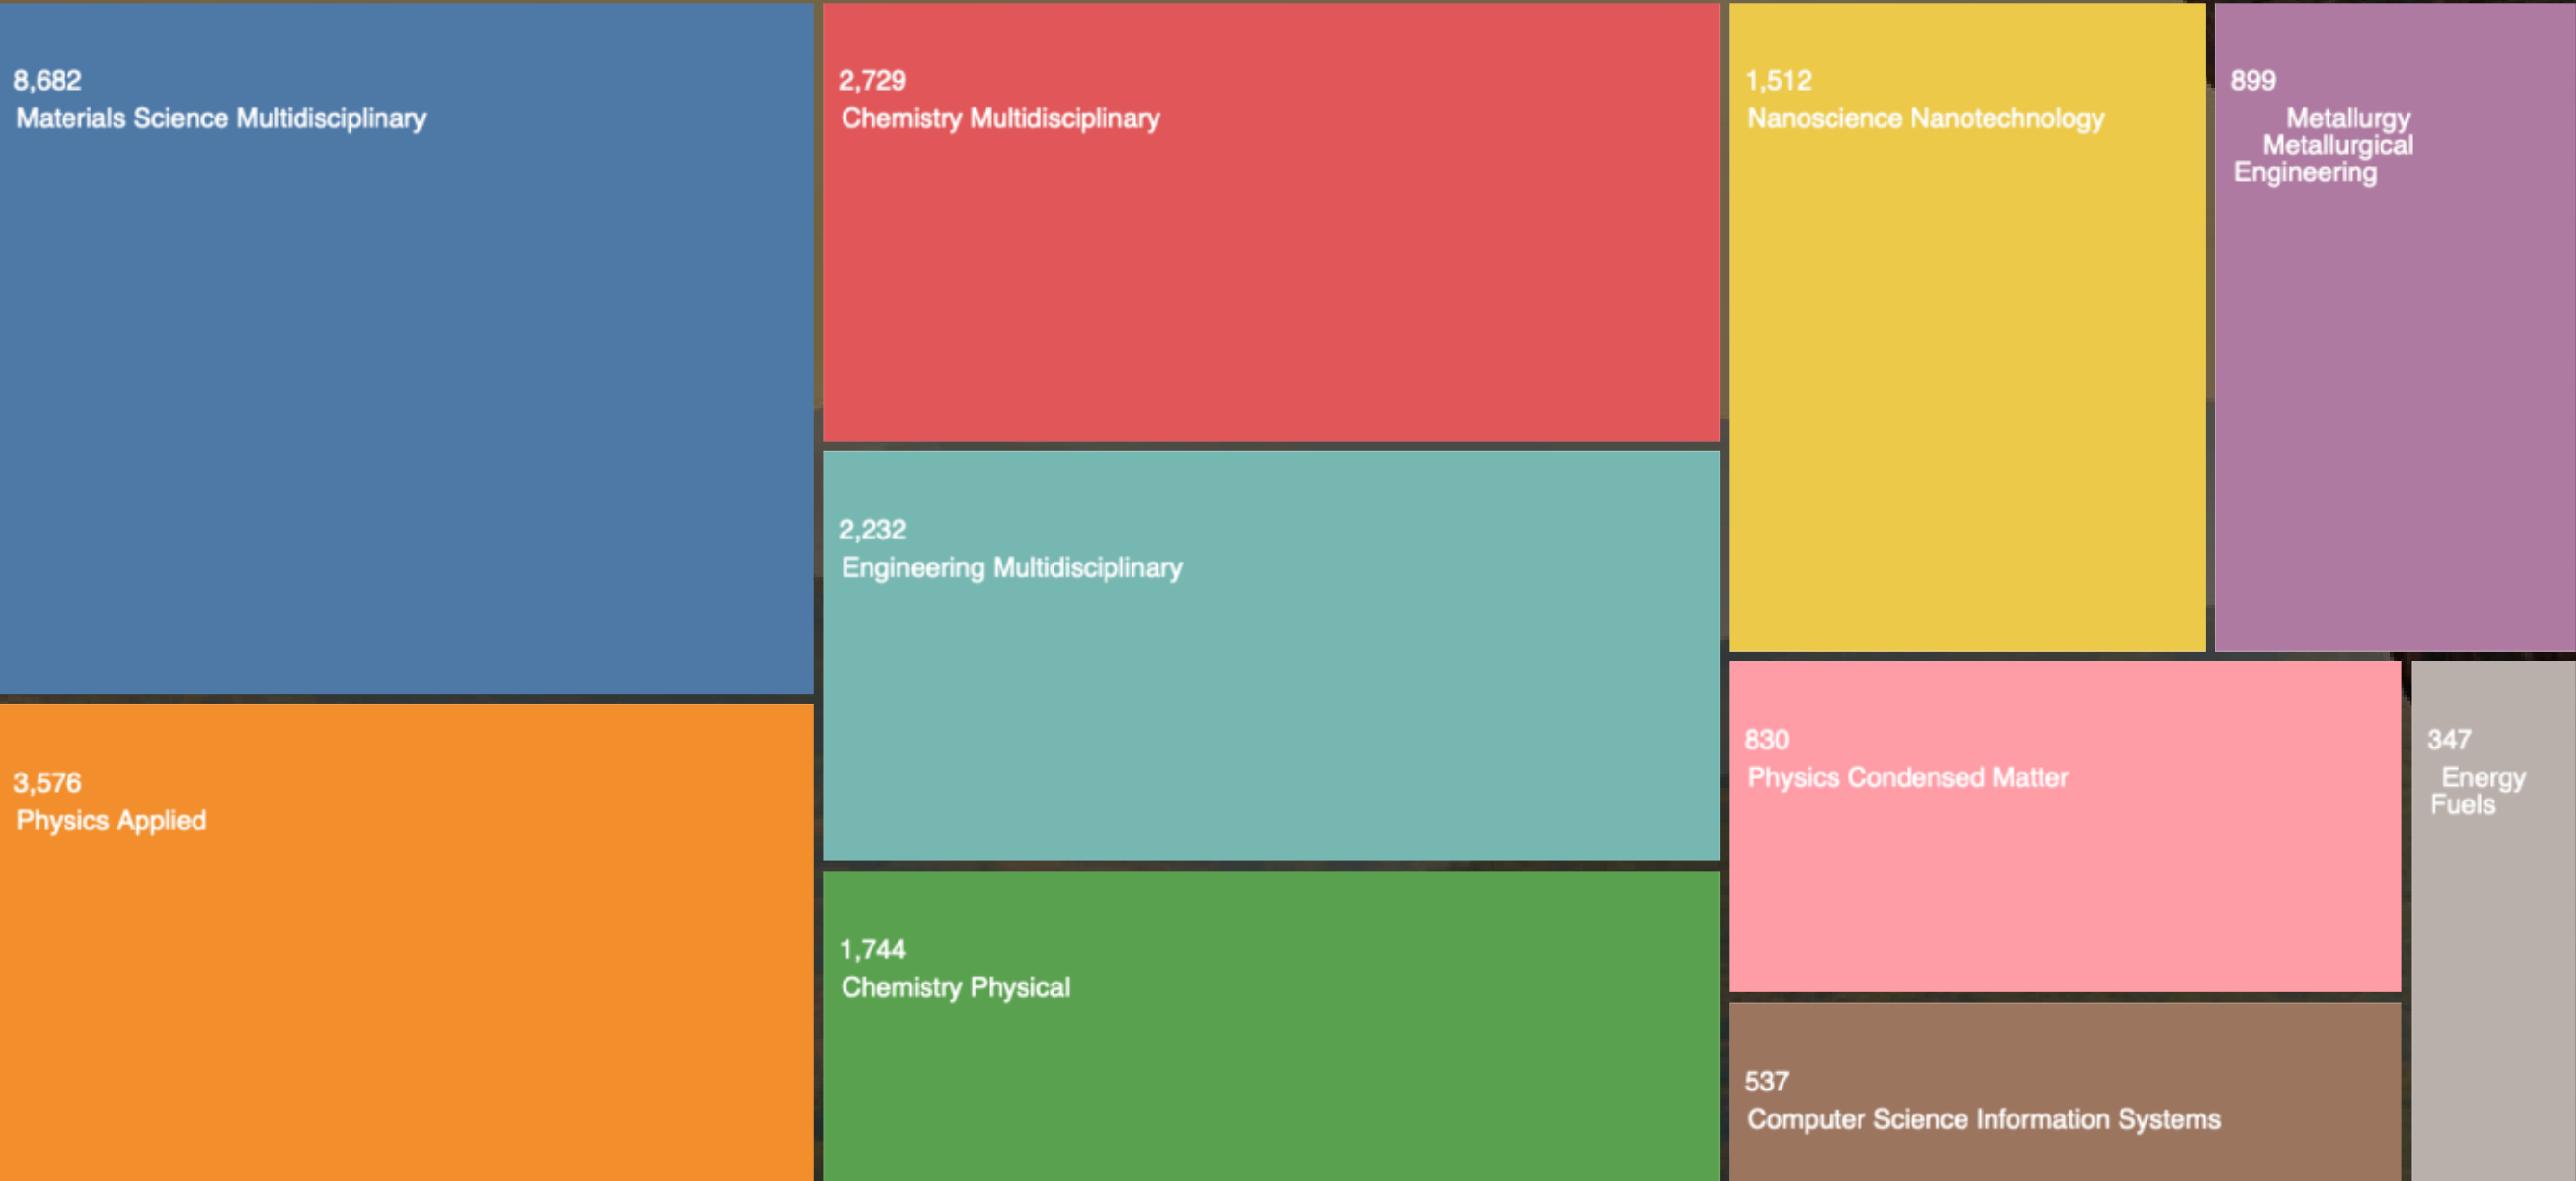 8,682
Materials Science Multidisciplinary
3,576
Physics Applied
2,729
Chemistry Multidisciplinary
2,232
Engineering Multidisciplinary
1,744
Chemistry Physical
1,512
Nanoscience Nanotechnology
899
Metallurgy
Metallurgical
Engineering
830
Physics Condensed Matter
537
Computer Science Information Systems
347
Energy
Fuels